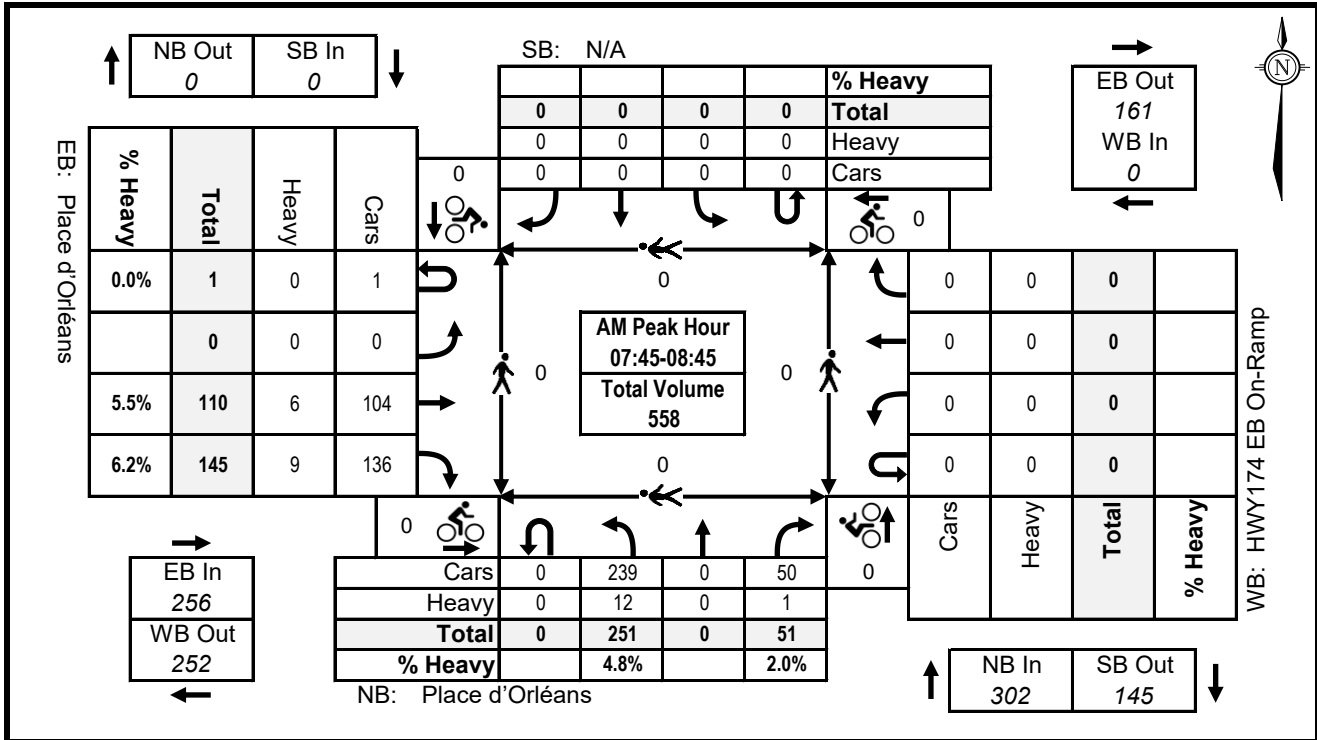 NB Out SB In
0 0
SB: N/A
% Heavy
0 0 0 0 Total
0 0 0 0 Heavy
0 0 0 0 Cars
EB Out
161
WB In
0
N
EB: Place d'Orléans
% Heavy Total Heavy Cars
0
0
0.0% 1 0 1
0 0 0
5.5% 110 6 104
6.2% 145 9 136
0
0
AM Peak Hour
07:45-08:45
Total Volume
558
0
0
0 0 0
0 0 0
0 0 0
0 0 0
Cars Heavy Total % Heavy
WB: HWY174 EB On-Ramp
0
0
EB In
256
WB Out
252
Cars 0 239 0 50
Heavy 0 12 0 1
Total 0 251 0 51
% Heavy 4.8% 2.0%
NB: Place d'Orléans
NB In SB Out
302 145